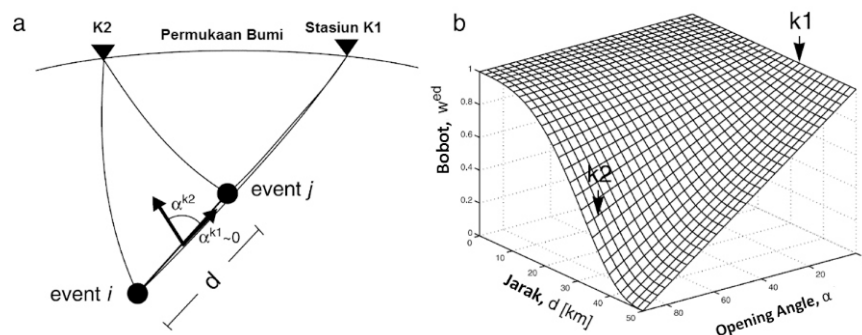 a
K2
Permukaan Bumi
Stasiun K1
event j
α^k2
α^k1~0
d
event i
b
k1
k2
Bobot, w^ed
1
0.8
0.6
0.4
0.2
0
0
10
20
30
40
50
Jarak, d [km]
80
60
40
20
Opening Angle, α